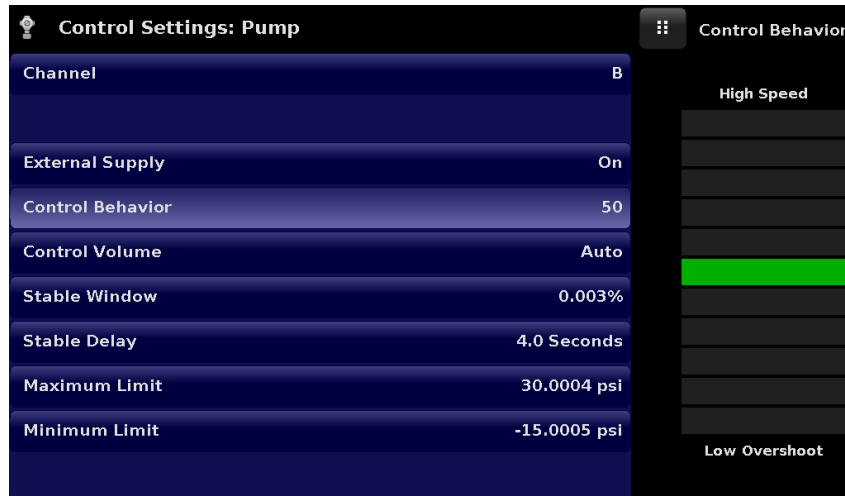 Control Settings: Pump
Channel B
External Supply On
Control Behavior 50
Control Volume Auto
Stable Window 0.003%
Stable Delay 4.0 Seconds
Maximum Limit 30.0004 psi
Minimum Limit -15.0005 psi
Control Behavior
High Speed
Low Overshoot